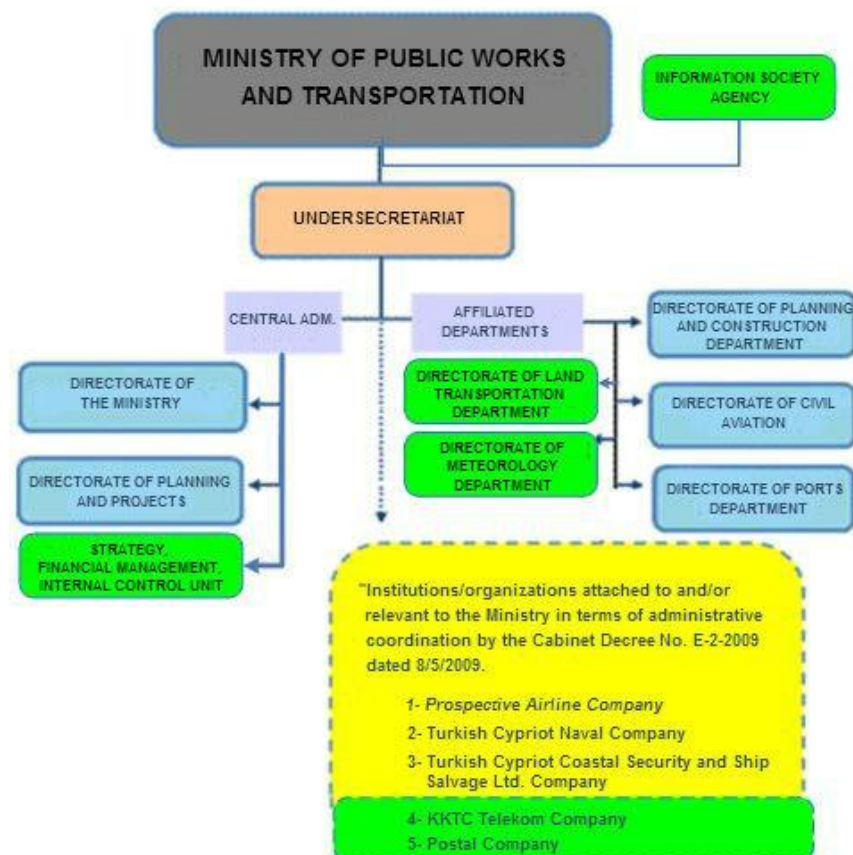 MINISTRY OF PUBLIC WORKS
AND TRANSPORTATION
INFORMATION SOCIETY
AGENCY
UNDERSECRETARIAT
CENTRAL ADM.
AFFILIATED
DEPARTMENTS
DIRECTORATE OF PLANNING
AND CONSTRUCTION
DEPARTMENT
DIRECTORATE OF
THE MINISTRY
DIRECTORATE OF LAND
TRANSPORTATION
DEPARTMENT
DIRECTORATE OF CIVIL
AVIATION
DIRECTORATE OF
METEOROLOGY
DEPARTMENT
DIRECTORATE OF PLANNING
AND PROJECTS
DIRECTORATE OF PORTS
DEPARTMENT
STRATEGY,
FINANCIAL MANAGEMENT,
INTERNAL CONTROL UNIT
"Institutions/organizations attached to and/or
relevant to the Ministry in terms of administrative
coordination by the Cabinet Decree No. E-2-2009
dated 8/5/2009.
1- Prospective Airline Company
2- Turkish Cypriot Naval Company
3- Turkish Cypriot Coastal Security and Ship
Salvage Ltd. Company
4- KKTC Telekom Company
5- Postal Company